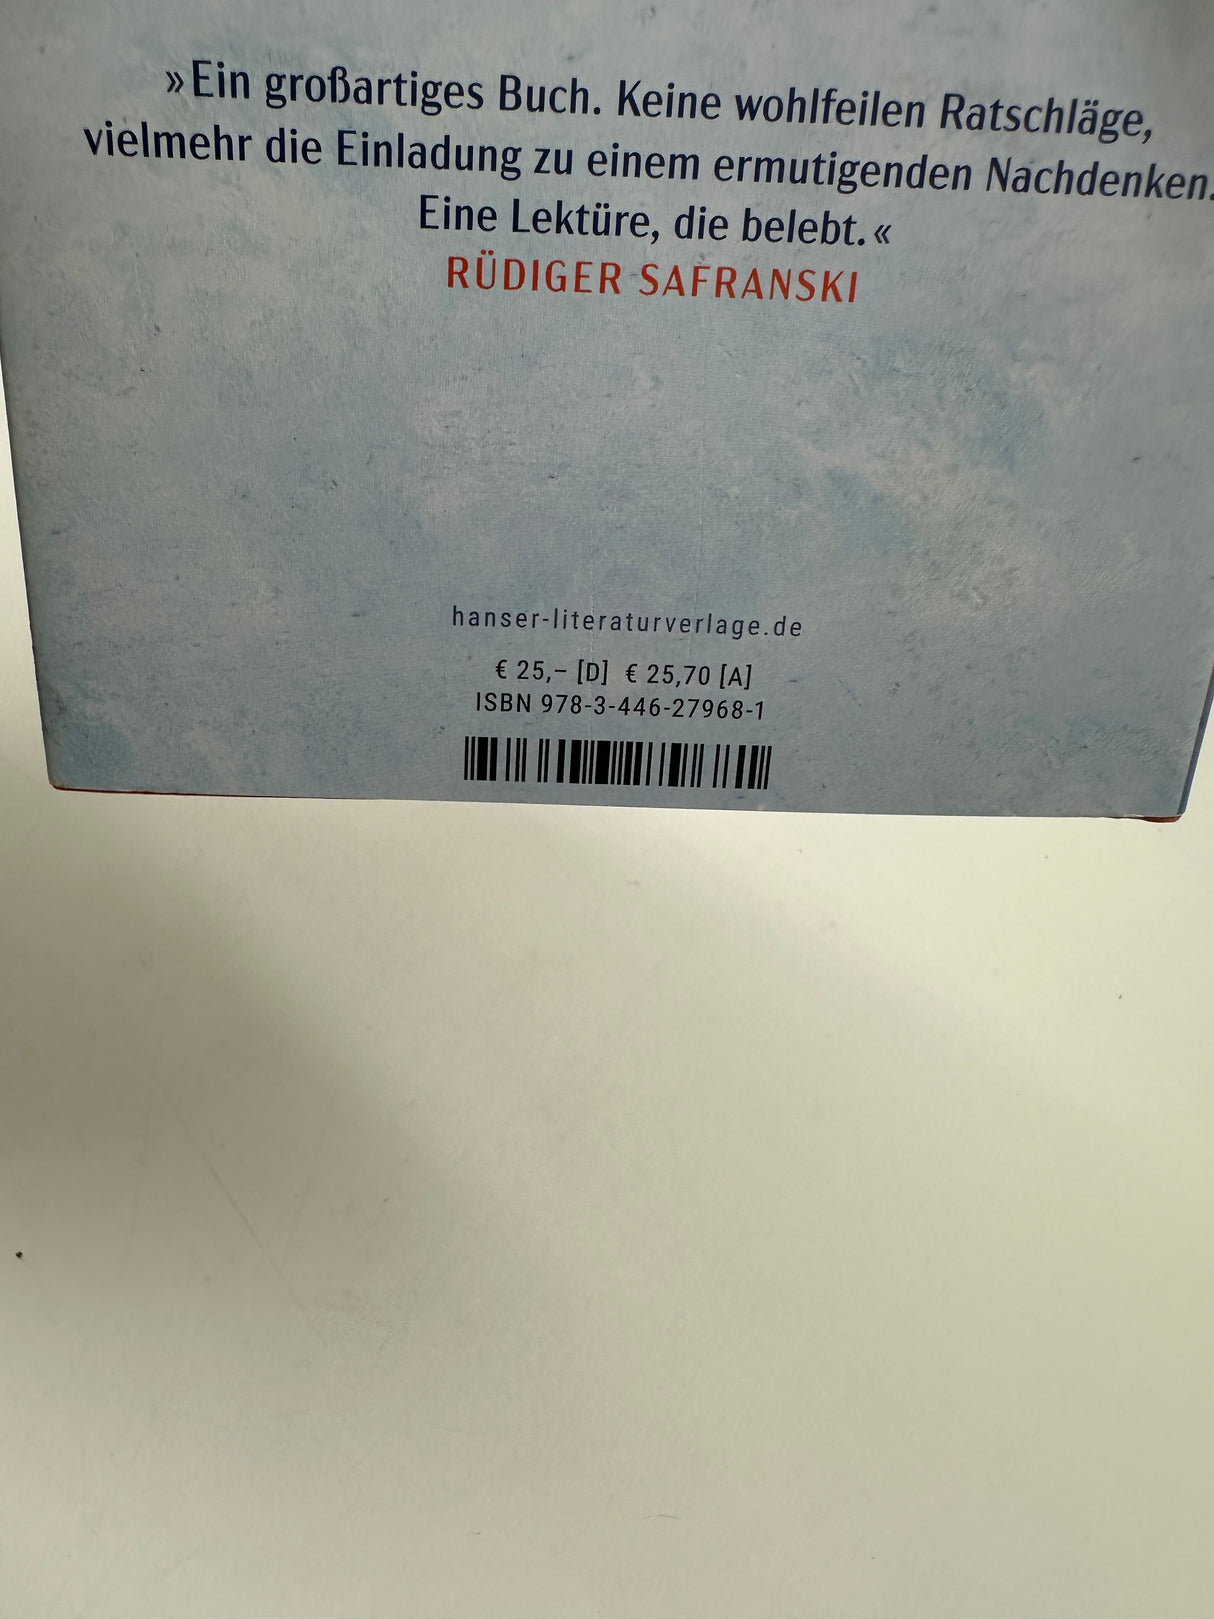 »Ein großartiges Buch. Keine wohlfeilen Ratschläge,
vielmehr die Einladung zu einem ermutigenden Nachdenken.
Eine Lektüre, die belebt.«
RÜDIGER SAFRANSKI
hanser-literaturverlage.de
€ 25,– [D] € 25,70 [A]
ISBN 978-3-446-27968-1